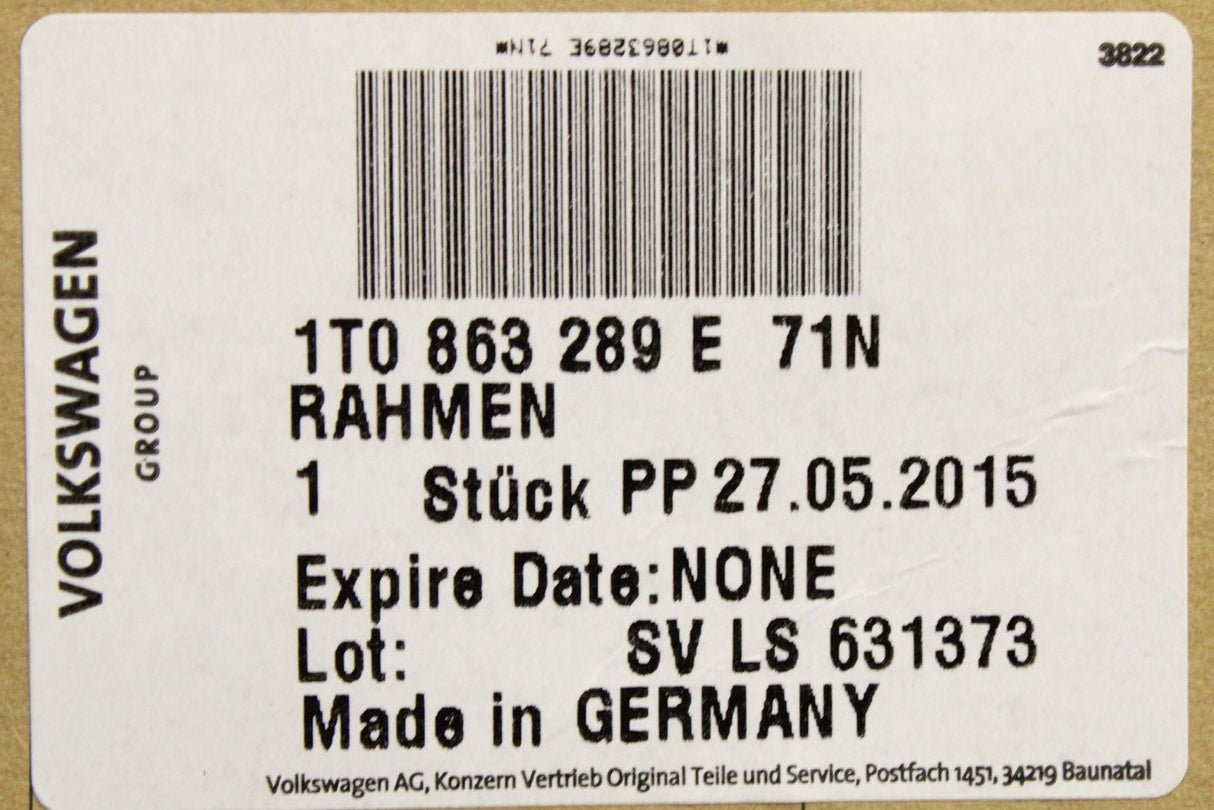 *1T0863289E 71N*
3822
VOLKSWAGEN
GROUP
1T0 863 289 E 71N
RAHMEN
1 Stück PP 27.05.2015
Expire Date: NONE
Lot: SV LS 631373
Made in GERMANY
Volkswagen AG, Konzern Vertrieb Original Teile und Service, Postfach 1451, 34219 Baunatal